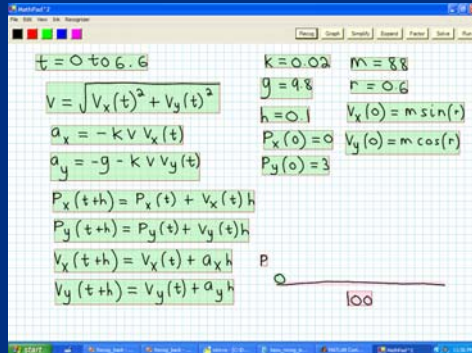 MathPad^2
File Edit View Ink Recognizer
Recog Graph Simplify Expand Factor Solve Run
t = 0 to 6.6
v = √(Vx(t)² + Vy(t)²)
ax = -k v Vx(t)
ay = -g - k v Vy(t)
Px(t+h) = Px(t) + Vx(t)h
Py(t+h) = Py(t) + Vy(t)h
Vx(t+h) = Vx(t) + ax h
Vy(t+h) = Vy(t) + ay h
k = 0.02 m = 88
g = 9.8 r = 0.6
h = 0.1 Vx(0) = m sin(r)
Px(0) = 0 Vy(0) = m cos(r)
Py(0) = 3
P
100
start